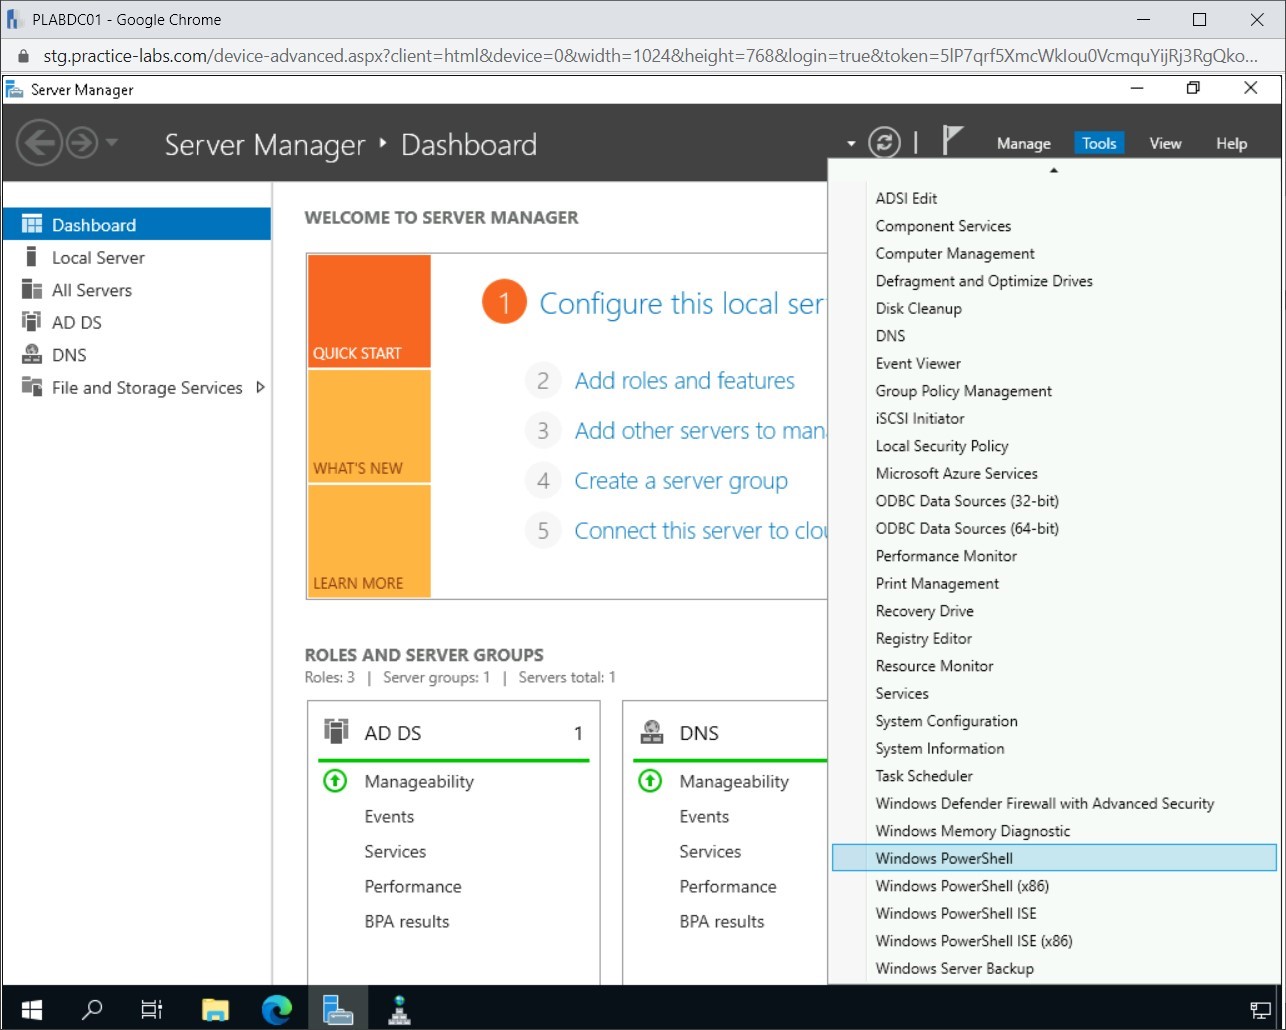 PLABDC01 - Google Chrome
stg.practice-labs.com/device-advanced.aspx?client=html&device=0&width=1024&height=768&login=true&token=5lP7qrf5XmcWkIou0VcmquYijRj3RgQko...
Server Manager
Server Manager ‣ Dashboard
Manage Tools View Help
Dashboard
Local Server
All Servers
AD DS
DNS
File and Storage Services
WELCOME TO SERVER MANAGER
QUICK START
WHAT'S NEW
LEARN MORE
1 Configure this local ser
2 Add roles and features
3 Add other servers to man
4 Create a server group
5 Connect this server to clou
ROLES AND SERVER GROUPS
Roles: 3 | Server groups: 1 | Servers total: 1
AD DS 1
Manageability
Events
Services
Performance
BPA results
DNS
Manageability
Events
Services
Performance
BPA results
ADSI Edit
Component Services
Computer Management
Defragment and Optimize Drives
Disk Cleanup
DNS
Event Viewer
Group Policy Management
iSCSI Initiator
Local Security Policy
Microsoft Azure Services
ODBC Data Sources (32-bit)
ODBC Data Sources (64-bit)
Performance Monitor
Print Management
Recovery Drive
Registry Editor
Resource Monitor
Services
System Configuration
System Information
Task Scheduler
Windows Defender Firewall with Advanced Security
Windows Memory Diagnostic
Windows PowerShell
Windows PowerShell (x86)
Windows PowerShell ISE
Windows PowerShell ISE (x86)
Windows Server Backup